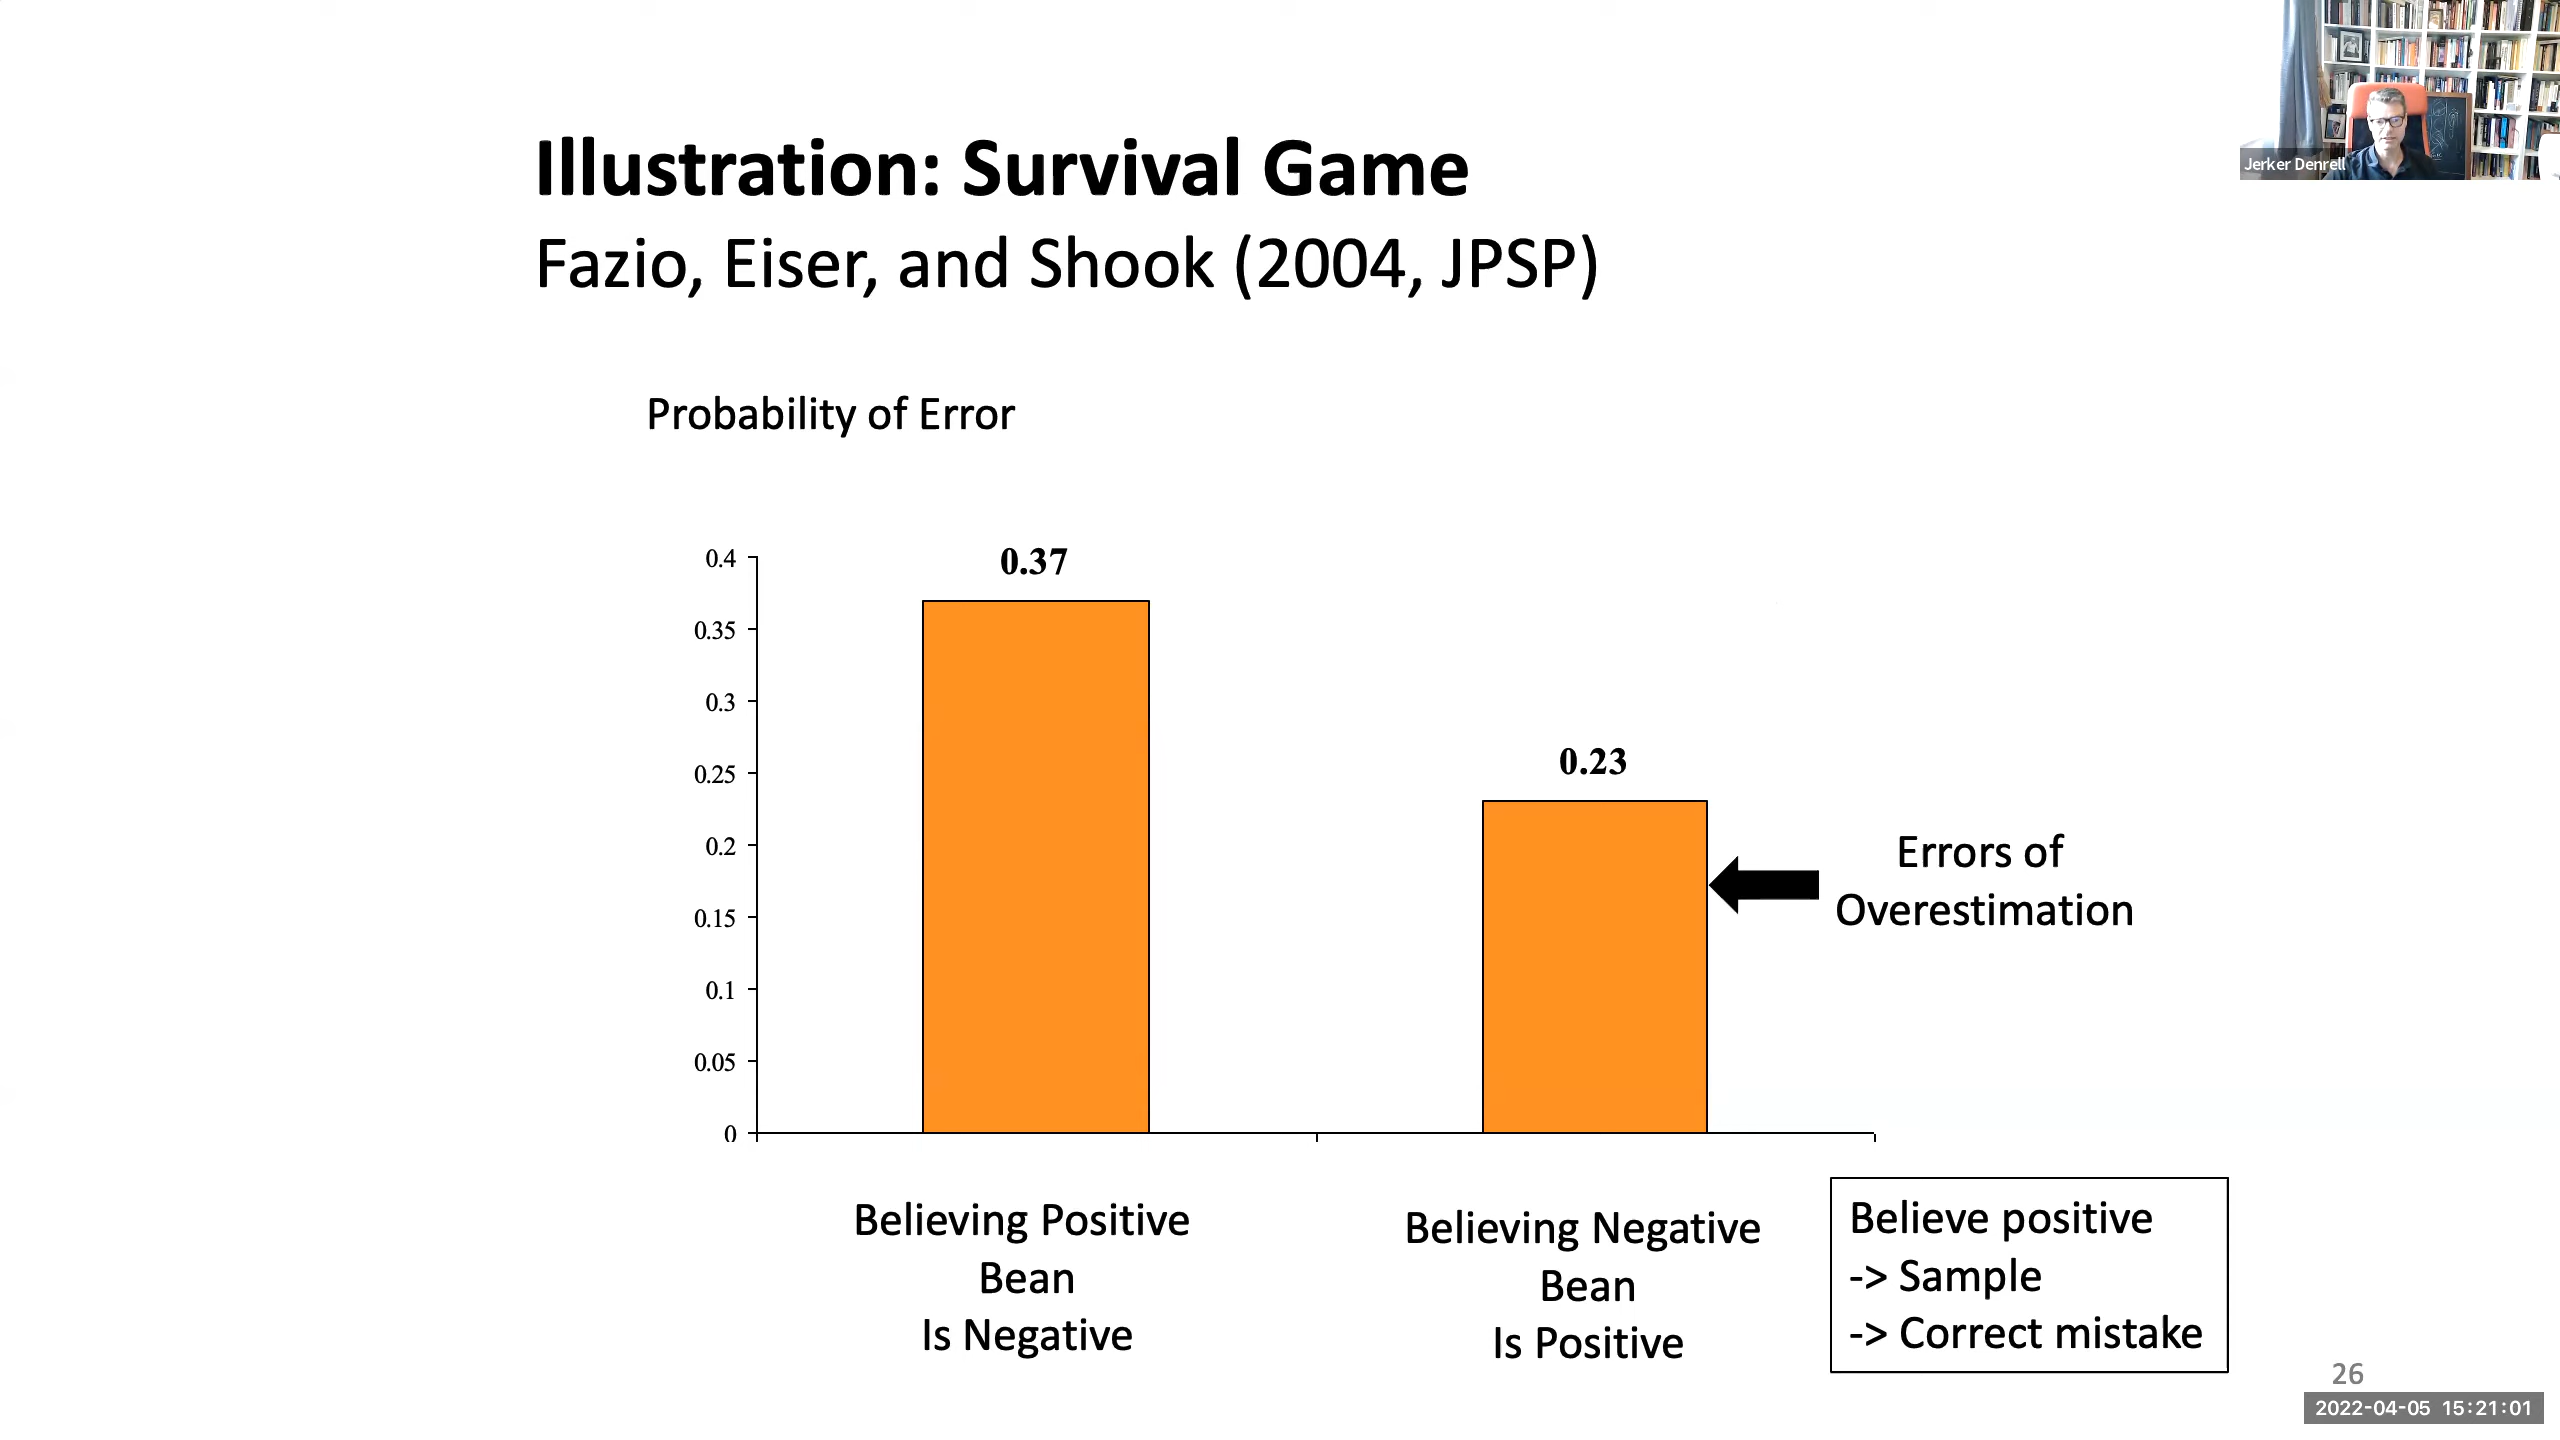 Illustration: Survival Game
Fazio, Eiser, and Shook (2004, JPSP)
Jerker Denrell
Probability of Error
0.4
0.35
0.3
0.25
0.2
0.15
0.1
0.05
0
0.37
0.23
Errors of
Overestimation
Believing Positive
Bean
Is Negative
Believing Negative
Bean
Is Positive
Believe positive
-> Sample
-> Correct mistake
26
2022-04-05 15:21:01